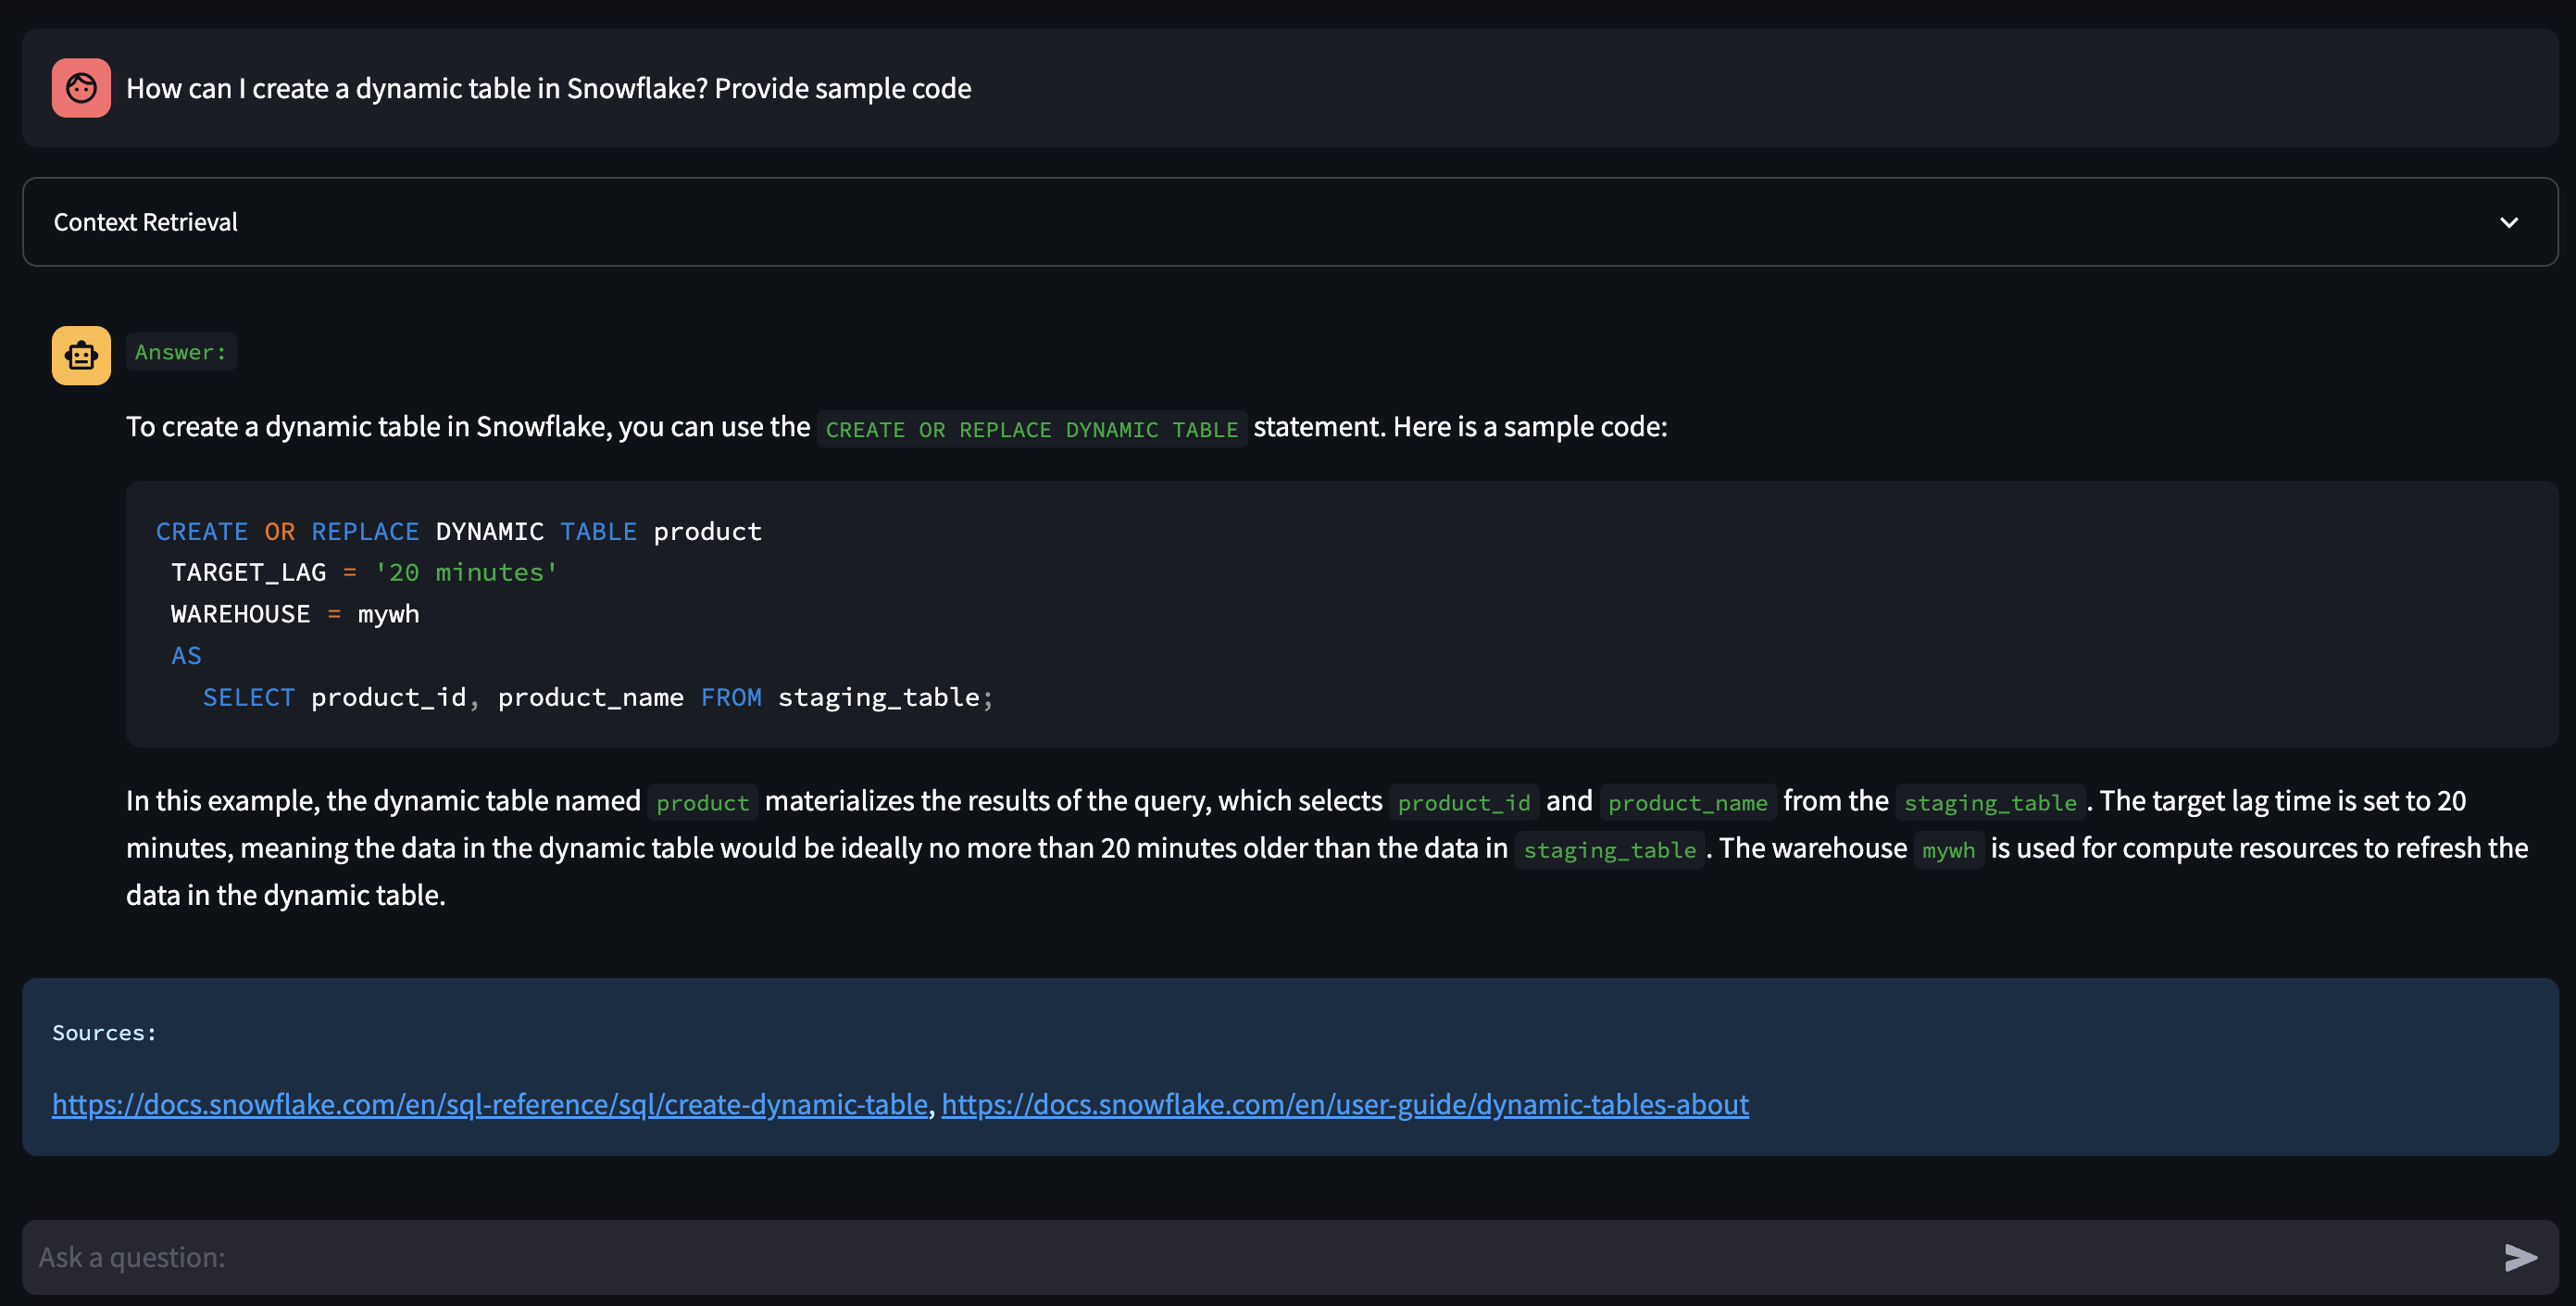 How can I create a dynamic table in Snowflake? Provide sample code
Context Retrieval
Answer:
To create a dynamic table in Snowflake, you can use the CREATE OR REPLACE DYNAMIC TABLE statement. Here is a sample code:
CREATE OR REPLACE DYNAMIC TABLE product
 TARGET_LAG = '20 minutes'
 WAREHOUSE = mywh
 AS
   SELECT product_id, product_name FROM staging_table;
In this example, the dynamic table named product materializes the results of the query, which selects product_id and product_name from the staging_table. The target lag time is set to 20
minutes, meaning the data in the dynamic table would be ideally no more than 20 minutes older than the data in staging_table. The warehouse mywh is used for compute resources to refresh the
data in the dynamic table.
Sources:
https://docs.snowflake.com/en/sql-reference/sql/create-dynamic-table, https://docs.snowflake.com/en/user-guide/dynamic-tables-about
Ask a question: